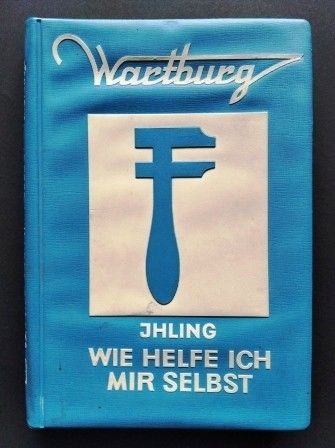 Wartburg
JHLING
WIE HELFE ICH
MIR SELBST